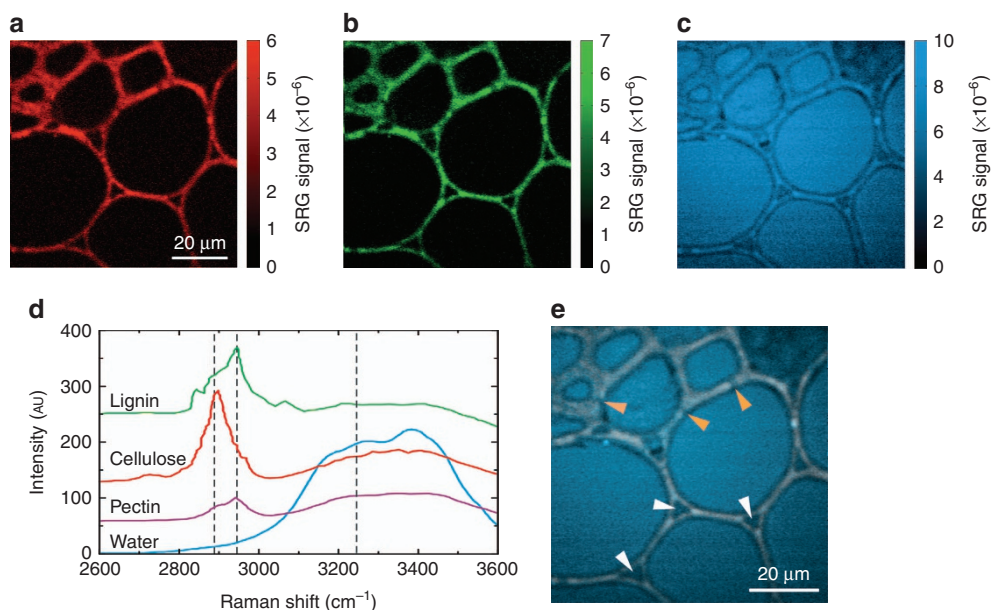 a
6
5
4
3
2
1
0
SRG signal (×10⁻⁶)
20 μm
b
7
6
5
4
3
2
1
0
SRG signal (×10⁻⁶)
c
10
8
6
4
2
0
SRG signal (×10⁻⁶)
d
400
300
200
100
0
Intensity (AU)
Lignin
Cellulose
Pectin
Water
2600 2800 3000 3200 3400 3600
Raman shift (cm⁻¹)
e
20 μm